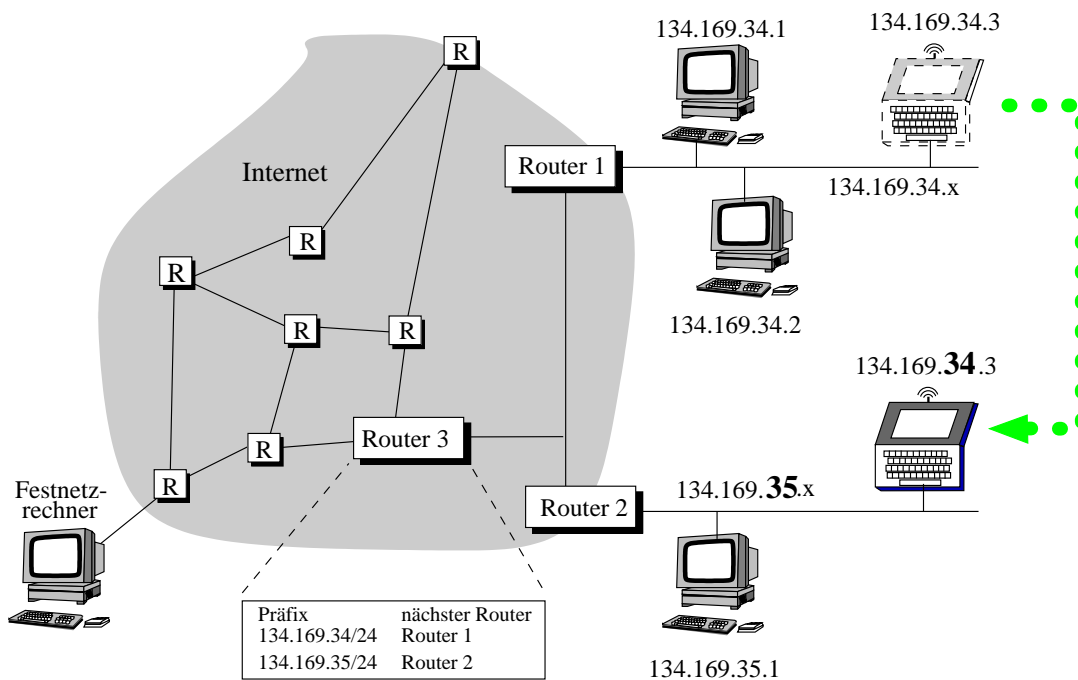 134.169.34.1
134.169.34.3
R
Internet
Router 1
134.169.34.x
R
R
134.169.34.2
R
R
134.169.34.3
Router 3
R
R
Festnetz-
rechner
Router 2
134.169.35.x
Präfix nächster Router
134.169.34/24 Router 1
134.169.35/24 Router 2
134.169.35.1